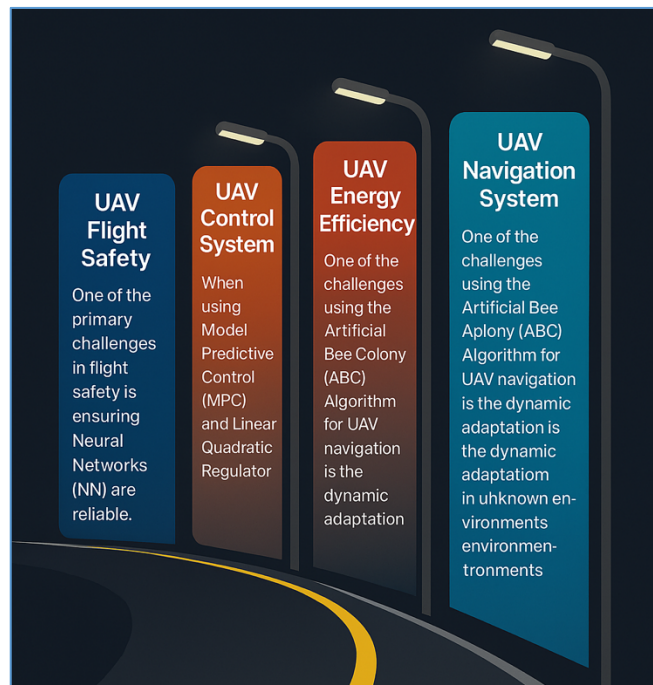 UAV
Flight
Safety
One of the
primary
challenges
in flight
safety is
ensuring
Neural
Networks
(NN) are
reliable.
UAV
Control
System
When
using
Model
Predictive
Control
(MPC)
and Linear
Quadratic
Regulator
UAV
Energy
Efficiency
One of the
challenges
using the
Artificial
Bee Colony
(ABC)
Algorithm
for UAV
navigation
is the
dynamic
adaptation
UAV
Navigation
System
One of the
challenges
using the
Artificial Bee
Aplony (ABC)
Algorithm for
UAV navigation
is the dynamic
adaptation is
the dynamic
adaptatiom
in uhknown en-
vironments
environmen-
tronments